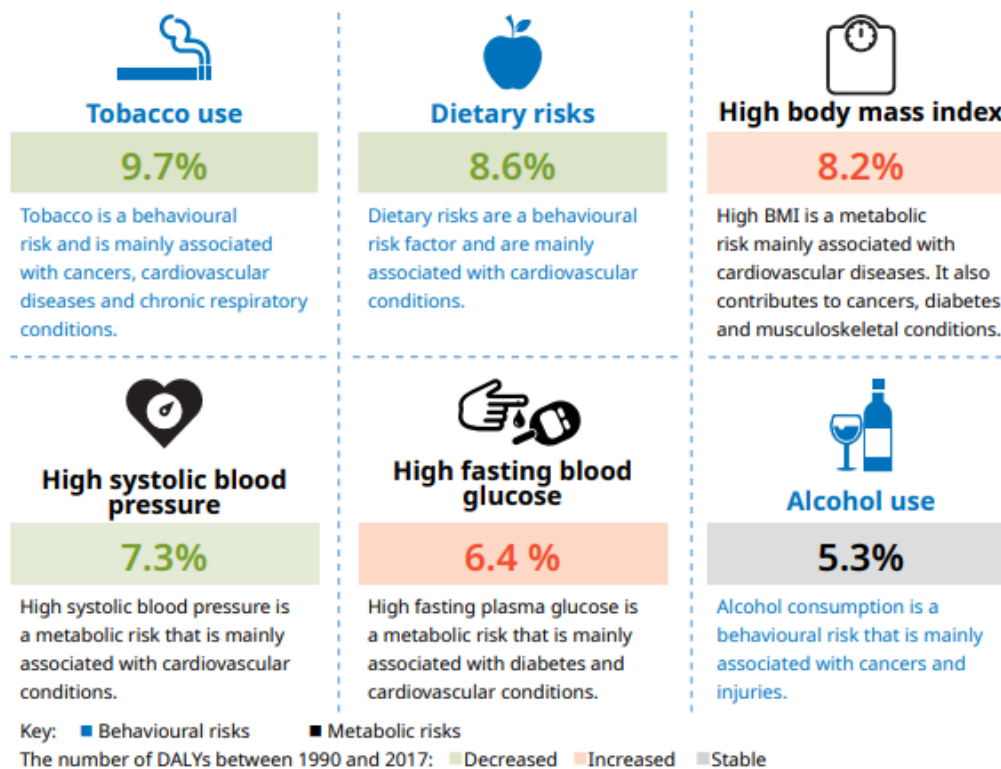 Tobacco use
9.7%
Tobacco is a behavioural
risk and is mainly associated
with cancers, cardiovascular
diseases and chronic respiratory
conditions.
Dietary risks
8.6%
Dietary risks are a behavioural
risk factor and are mainly
associated with cardiovascular
conditions.
High body mass index
8.2%
High BMI is a metabolic
risk mainly associated with
cardiovascular diseases. It also
contributes to cancers, diabetes
and musculoskeletal conditions.
High systolic blood
pressure
7.3%
High systolic blood pressure is
a metabolic risk that is mainly
associated with cardiovascular
conditions.
High fasting blood
glucose
6.4 %
High fasting plasma glucose is
a metabolic risk that is mainly
associated with diabetes and
cardiovascular conditions.
Alcohol use
5.3%
Alcohol consumption is a
behavioural risk that is mainly
associated with cancers and
injuries.
Key: Behavioural risks Metabolic risks
The number of DALYs between 1990 and 2017: Decreased Increased Stable